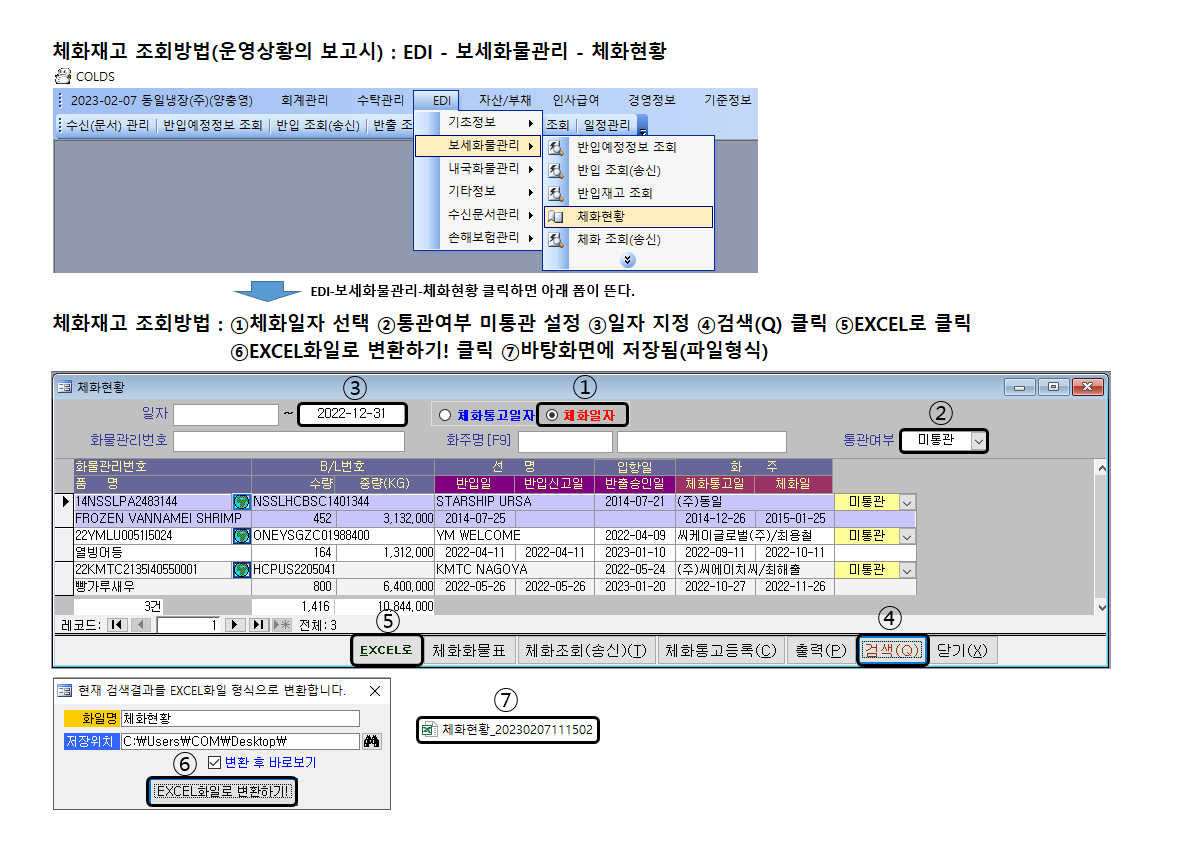 체화재고 조회방법(운영상황의 보고시) : EDI - 보세화물관리 - 체화현황
COLDS
2023-02-07 동일냉장(주)(양충영) 회계관리 수탁관리 EDI 자산/부채 인사급여 경영정보 기준정보
수신(문서) 관리 반입예정정보 조회 반입 조회(송신) 반출 조 조회 일정관리
기초정보
보세화물관리
내국화물관리
기타정보
수신문서관리
손해보험관리
반입예정정보 조회
반입 조회(송신)
반입재고 조회
체화현황
체화 조회(송신)
EDI-보세화물관리-체화현황 클릭하면 아래 폼이 뜬다.
체화재고 조회방법 : ①체화일자 선택 ②통관여부 미통관 설정 ③일자 지정 ④검색(Q) 클릭 ⑤EXCEL로 클릭
⑥EXCEL화일로 변환하기! 클릭 ⑦바탕화면에 저장됨(파일형식)
체화현황
③ ① ②
일자 ~ 2022-12-31 체화통고일자 체화일자
화물관리번호 화주명[F9] 통관여부 미통관
화물관리번호 B/L번호 선 명 입항일 화 주
품 명 수량 중량(KG) 반입일 반입신고일 반출승인일 체화통고일 체화일
14NSSLPA2483144 NSSLHCBSC1401344 STARSHIP URSA 2014-07-21 (주)동일 미통관
FROZEN VANNAMEI SHRIMP 452 3,132,000 2014-07-25 2014-12-26 2015-01-25
22YMLU0051I5024 ONEYSGZC01988400 YM WELCOME 2022-04-09 씨케이글로벌(주)/최용철 미통관
열빙어등 164 1,312,000 2022-04-11 2022-04-11 2023-01-10 2022-09-11 2022-10-11
22KMTC2135I40550001 HCPUS2205041 KMTC NAGOYA 2022-05-24 (주)씨에이치씨/최해출 미통관
빵가루새우 800 6,400,000 2022-05-26 2022-05-26 2023-01-20 2022-10-27 2022-11-26
3건 1,416 10,844,000
레코드: 1 전체: 3
⑤ ④
EXCEL로 체화화물표 체화조회(송신)(T) 체화통고등록(C) 출력(P) 검색(Q) 닫기(X)
현재 검색결과를 EXCEL화일 형식으로 변환합니다.
화일명 체화현황
저장위치 C:₩Users₩COM₩Desktop₩
⑥ 변환 후 바로보기
EXCEL화일로 변환하기!
⑦
체화현황_20230207111502